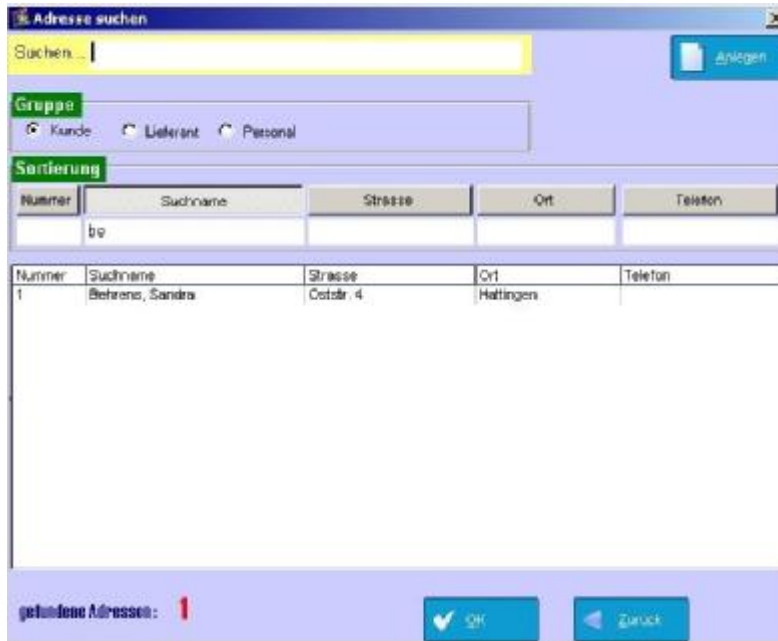 Adresse suchen
Suchen...
Anlegen
Gruppe
Kunde Lieferant Personal
Sortierung
Nummer Suchname Strasse Ort Telefon
be
Nummer Suchname Strasse Ort Telefon
1 Behrens, Sandra Oststr. 4 Hattingen
gefundene Adressen: 1
OK Zurück